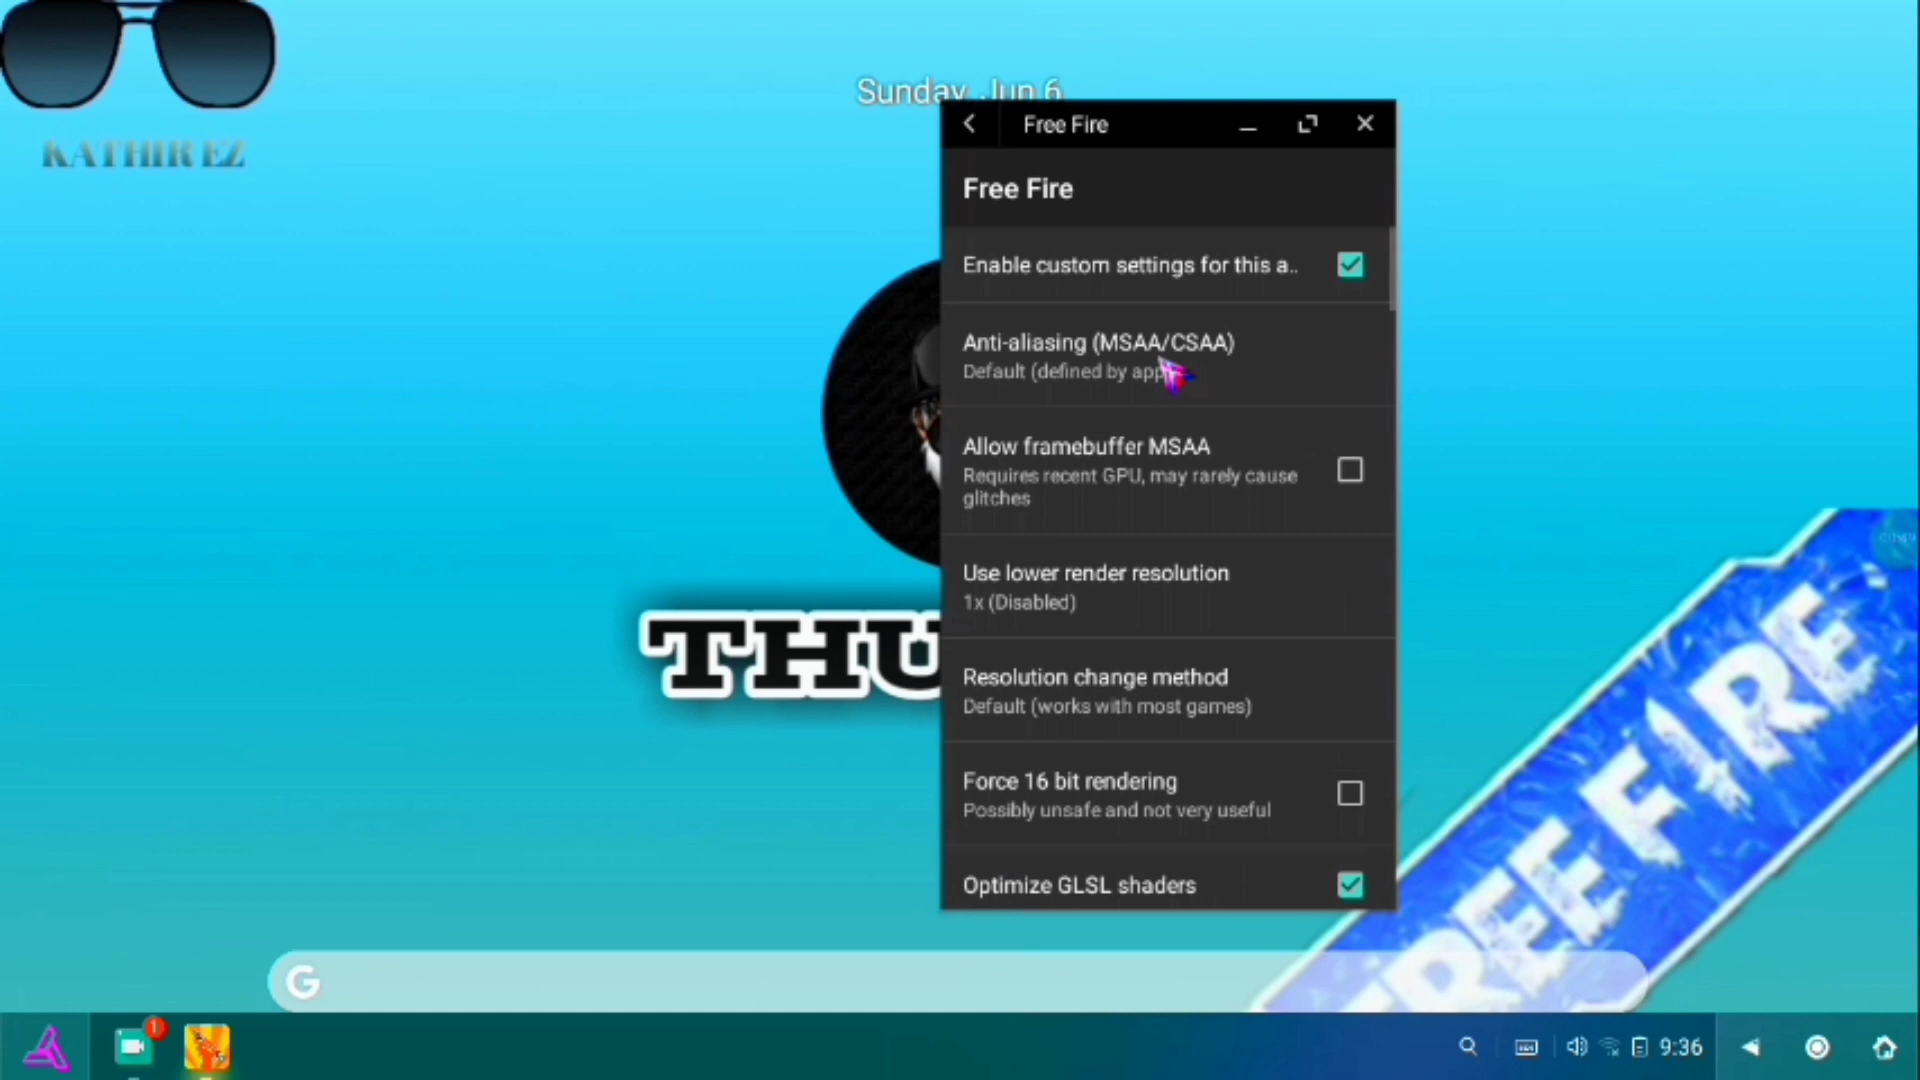 KATHIR EZ
Sunday, Jun 6
Free Fire
Free Fire
Enable custom settings for this a..
Anti-aliasing (MSAA/CSAA)
Default (defined by app
Allow framebuffer MSAA
Requires recent GPU, may rarely cause
glitches
Use lower render resolution
1x (Disabled)
Resolution change method
Default (works with most games)
Force 16 bit rendering
Possibly unsafe and not very useful
Optimize GLSL shaders
THU
FREE FIRE
G
1
9:36